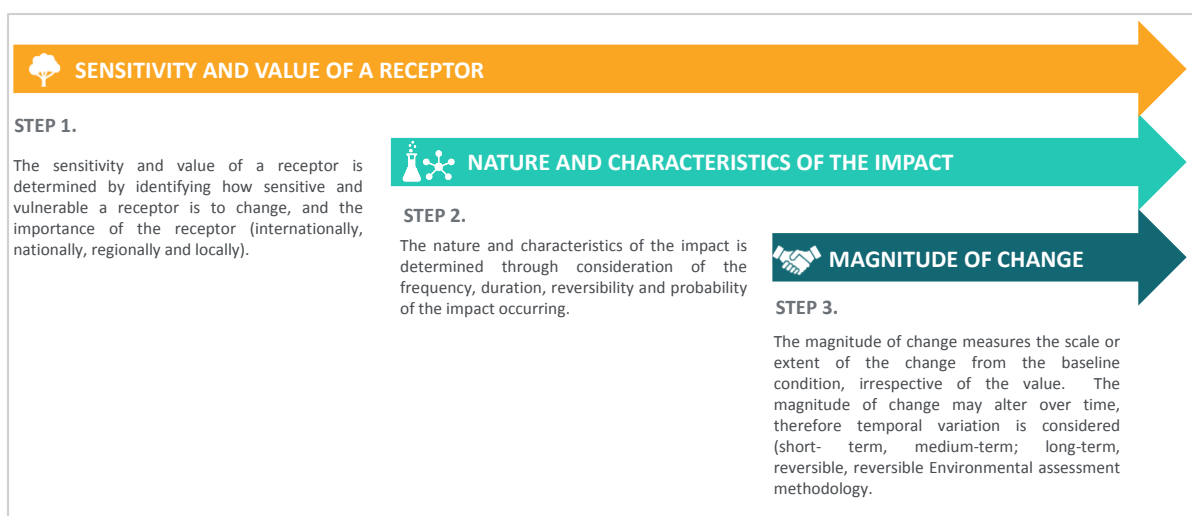 SENSITIVITY AND VALUE OF A RECEPTOR
STEP 1.
The sensitivity and value of a receptor is
determined by identifying how sensitive and
vulnerable a receptor is to change, and the
importance of the receptor (internationally,
nationally, regionally and locally).
NATURE AND CHARACTERISTICS OF THE IMPACT
STEP 2.
The nature and characteristics of the impact is
determined through consideration of the
frequency, duration, reversibility and probability
of the impact occurring.
MAGNITUDE OF CHANGE
STEP 3.
The magnitude of change measures the scale or
extent of the change from the baseline
condition, irrespective of the value. The
magnitude of change may alter over time,
therefore temporal variation is considered
(short- term, medium-term; long-term,
reversible, reversible Environmental assessment
methodology.